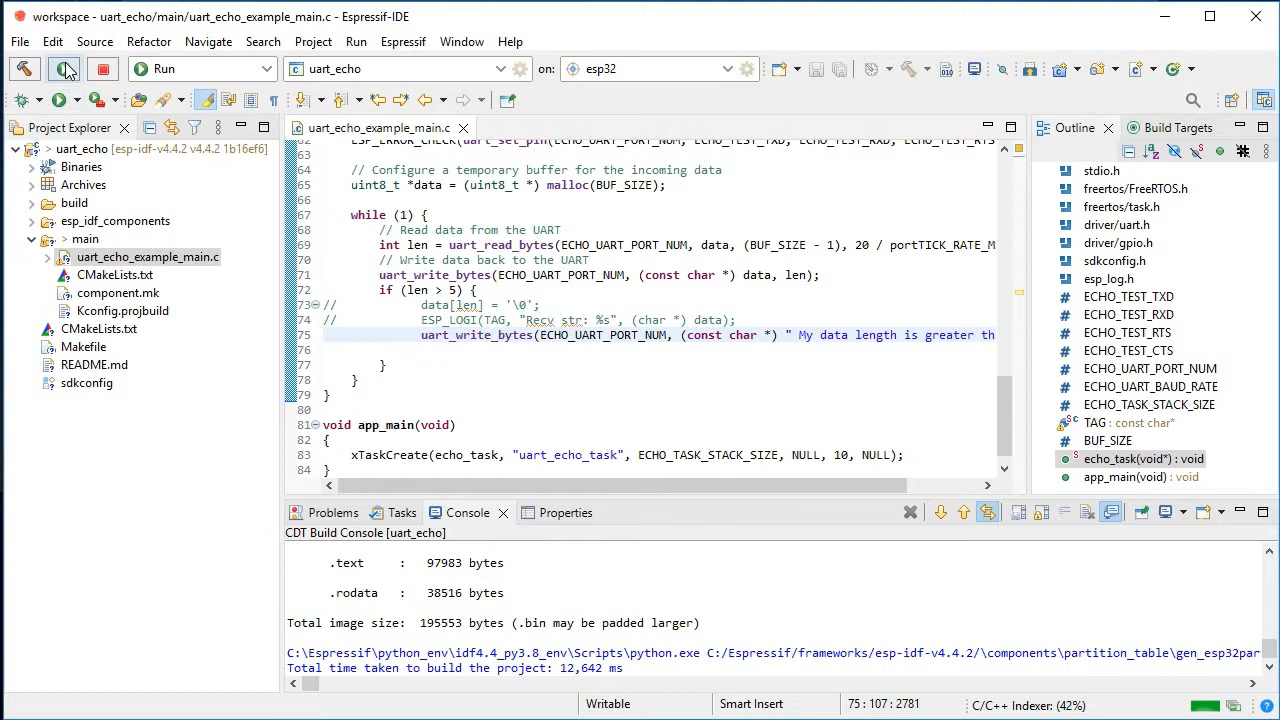 workspace - uart_echo/main/uart_echo_example_main.c - Espressif-IDE
File Edit Source Refactor Navigate Search Project Run Espressif Window Help
Run uart_echo on: esp32
Project Explorer
uart_echo [esp-idf-v4.4.2 v4.4.2 1b16ef6]
Binaries
Archives
build
esp_idf_components
> main
uart_echo_example_main.c
CMakeLists.txt
component.mk
Kconfig.projbuild
CMakeLists.txt
Makefile
README.md
sdkconfig
uart_echo_example_main.c
62 ESP_ERROR_CHECK(uart_set_pin(ECHO_UART_PORT_NUM, ECHO_TEST_TXD, ECHO_TEST_RXD, ECHO_TEST_RTS
63
64 // Configure a temporary buffer for the incoming data
65 uint8_t *data = (uint8_t *) malloc(BUF_SIZE);
66
67 while (1) {
68 // Read data from the UART
69 int len = uart_read_bytes(ECHO_UART_PORT_NUM, data, (BUF_SIZE - 1), 20 / portTICK_RATE_M
70 // Write data back to the UART
71 uart_write_bytes(ECHO_UART_PORT_NUM, (const char *) data, len);
72 if (len > 5) {
73 // data[len] = '\0';
74 // ESP_LOGI(TAG, "Recv str: %s", (char *) data);
75 uart_write_bytes(ECHO_UART_PORT_NUM, (const char *) " My data length is greater th
76
77 }
78 }
79 }
80
81 void app_main(void)
82 {
83 xTaskCreate(echo_task, "uart_echo_task", ECHO_TASK_STACK_SIZE, NULL, 10, NULL);
84 }
Outline Build Targets
stdio.h
freertos/FreeRTOS.h
freertos/task.h
driver/uart.h
driver/gpio.h
sdkconfig.h
esp_log.h
ECHO_TEST_TXD
ECHO_TEST_RXD
ECHO_TEST_RTS
ECHO_TEST_CTS
ECHO_UART_PORT_NUM
ECHO_UART_BAUD_RATE
ECHO_TASK_STACK_SIZE
TAG : const char*
BUF_SIZE
echo_task(void*) : void
app_main(void) : void
Problems Tasks Console Properties
CDT Build Console [uart_echo]
.text : 97983 bytes
.rodata : 38516 bytes
Total image size: 195553 bytes (.bin may be padded larger)
C:\Espressif\python_env\idf4.4_py3.8_env\Scripts\python.exe C:/Espressif/frameworks/esp-idf-v4.4.2/\components\partition_table\gen_esp32par
Total time taken to build the project: 12,642 ms
Writable Smart Insert 75 : 107 : 2781 C/C++ Indexer: (42%)